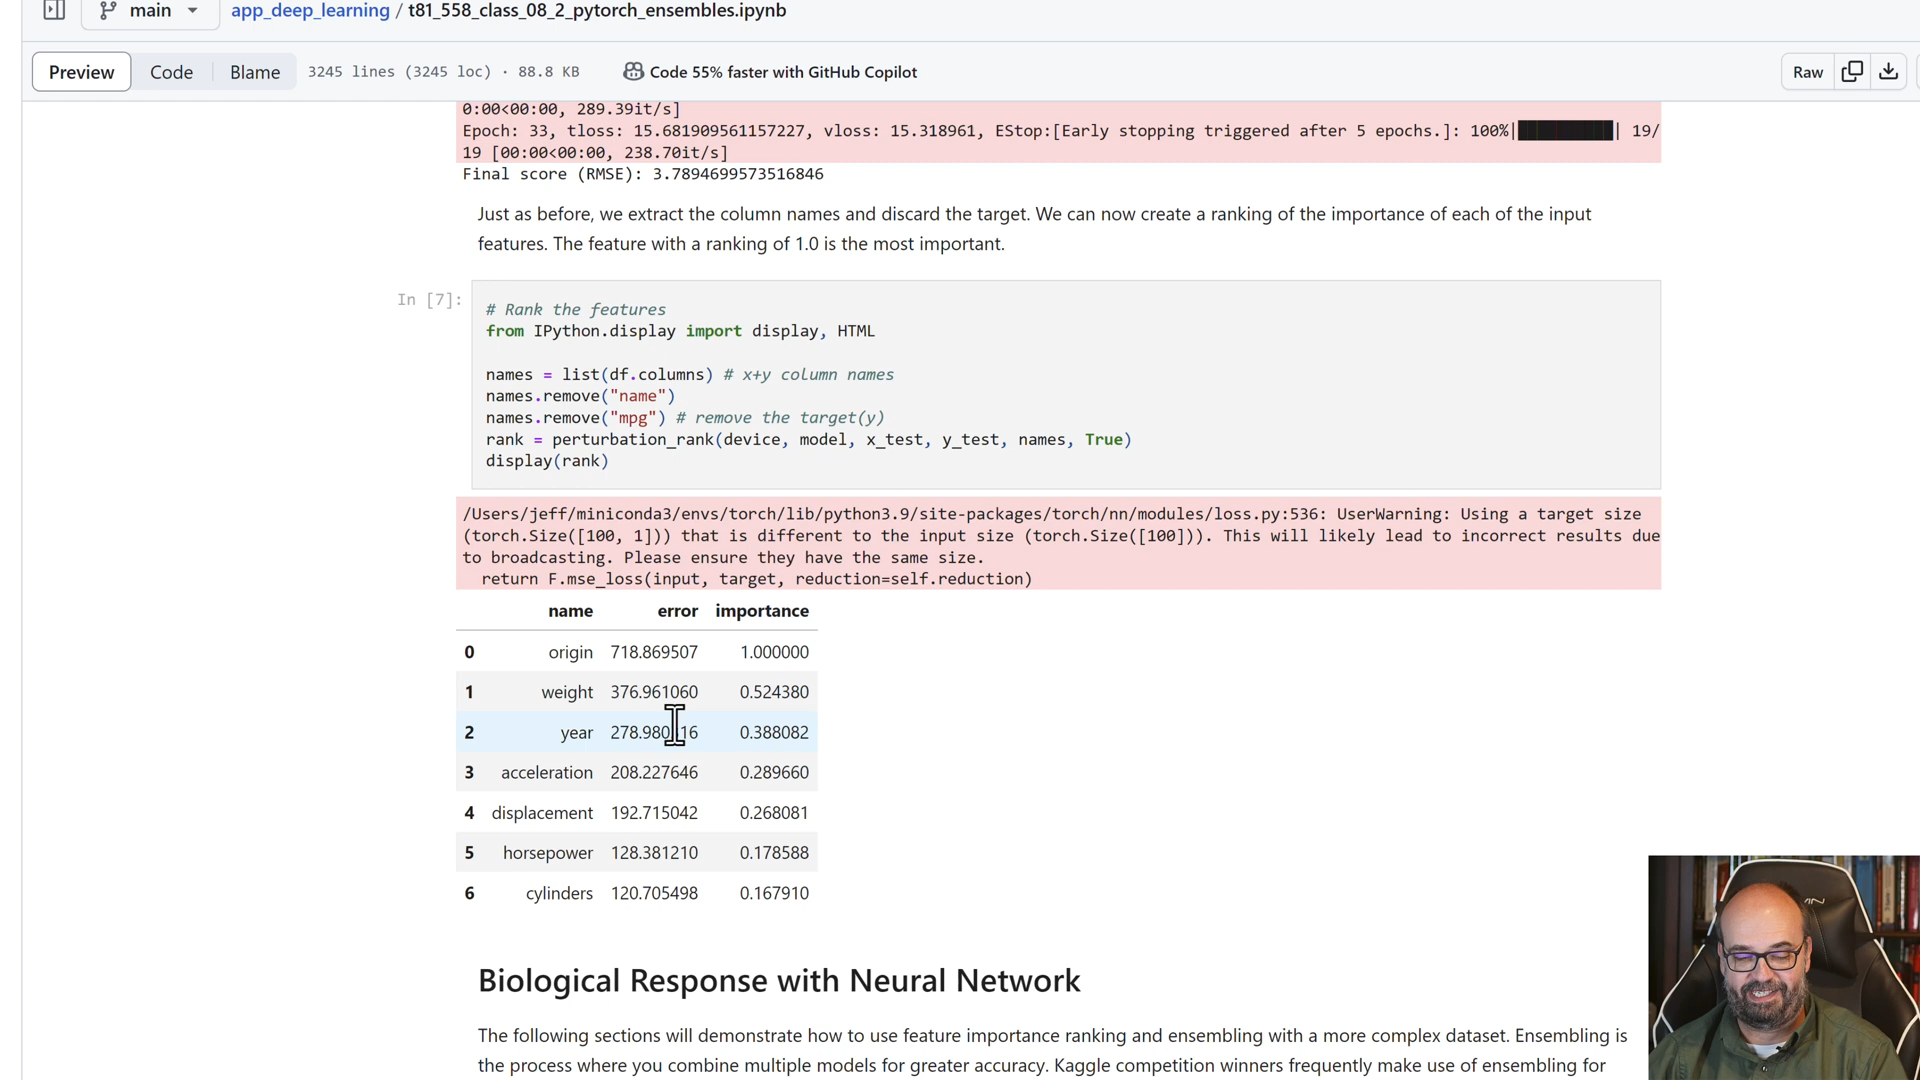 main
app_deep_learning / t81_558_class_08_2_pytorch_ensembles.ipynb
Preview Code Blame 3245 lines (3245 loc) · 88.8 KB Code 55% faster with GitHub Copilot Raw
0:00<00:00, 289.39it/s]
Epoch: 33, tloss: 15.681909561157227, vloss: 15.318961, EStop:[Early stopping triggered after 5 epochs.]: 100%|██████████| 19/
19 [00:00<00:00, 238.70it/s]
Final score (RMSE): 3.7894699573516846
Just as before, we extract the column names and discard the target. We can now create a ranking of the importance of each of the input
features. The feature with a ranking of 1.0 is the most important.
In [7]:
# Rank the features
from IPython.display import display, HTML
names = list(df.columns) # x+y column names
names.remove("name")
names.remove("mpg") # remove the target(y)
rank = perturbation_rank(device, model, x_test, y_test, names, True)
display(rank)
/Users/jeff/miniconda3/envs/torch/lib/python3.9/site-packages/torch/nn/modules/loss.py:536: UserWarning: Using a target size
(torch.Size([100, 1])) that is different to the input size (torch.Size([100])). This will likely lead to incorrect results due
to broadcasting. Please ensure they have the same size.
return F.mse_loss(input, target, reduction=self.reduction)
name error importance
0 origin 718.869507 1.000000
1 weight 376.961060 0.524380
2 year 0.388082
3 acceleration 208.227646 0.289660
4 displacement 192.715042 0.268081
5 horsepower 128.381210 0.178588
6 cylinders 120.705498 0.167910
Biological Response with Neural Network
The following sections will demonstrate how to use feature importance ranking and ensembling with a more complex dataset. Ensembling is
the process where you combine multiple models for greater accuracy. Kaggle competition winners frequently make use of ensembling for